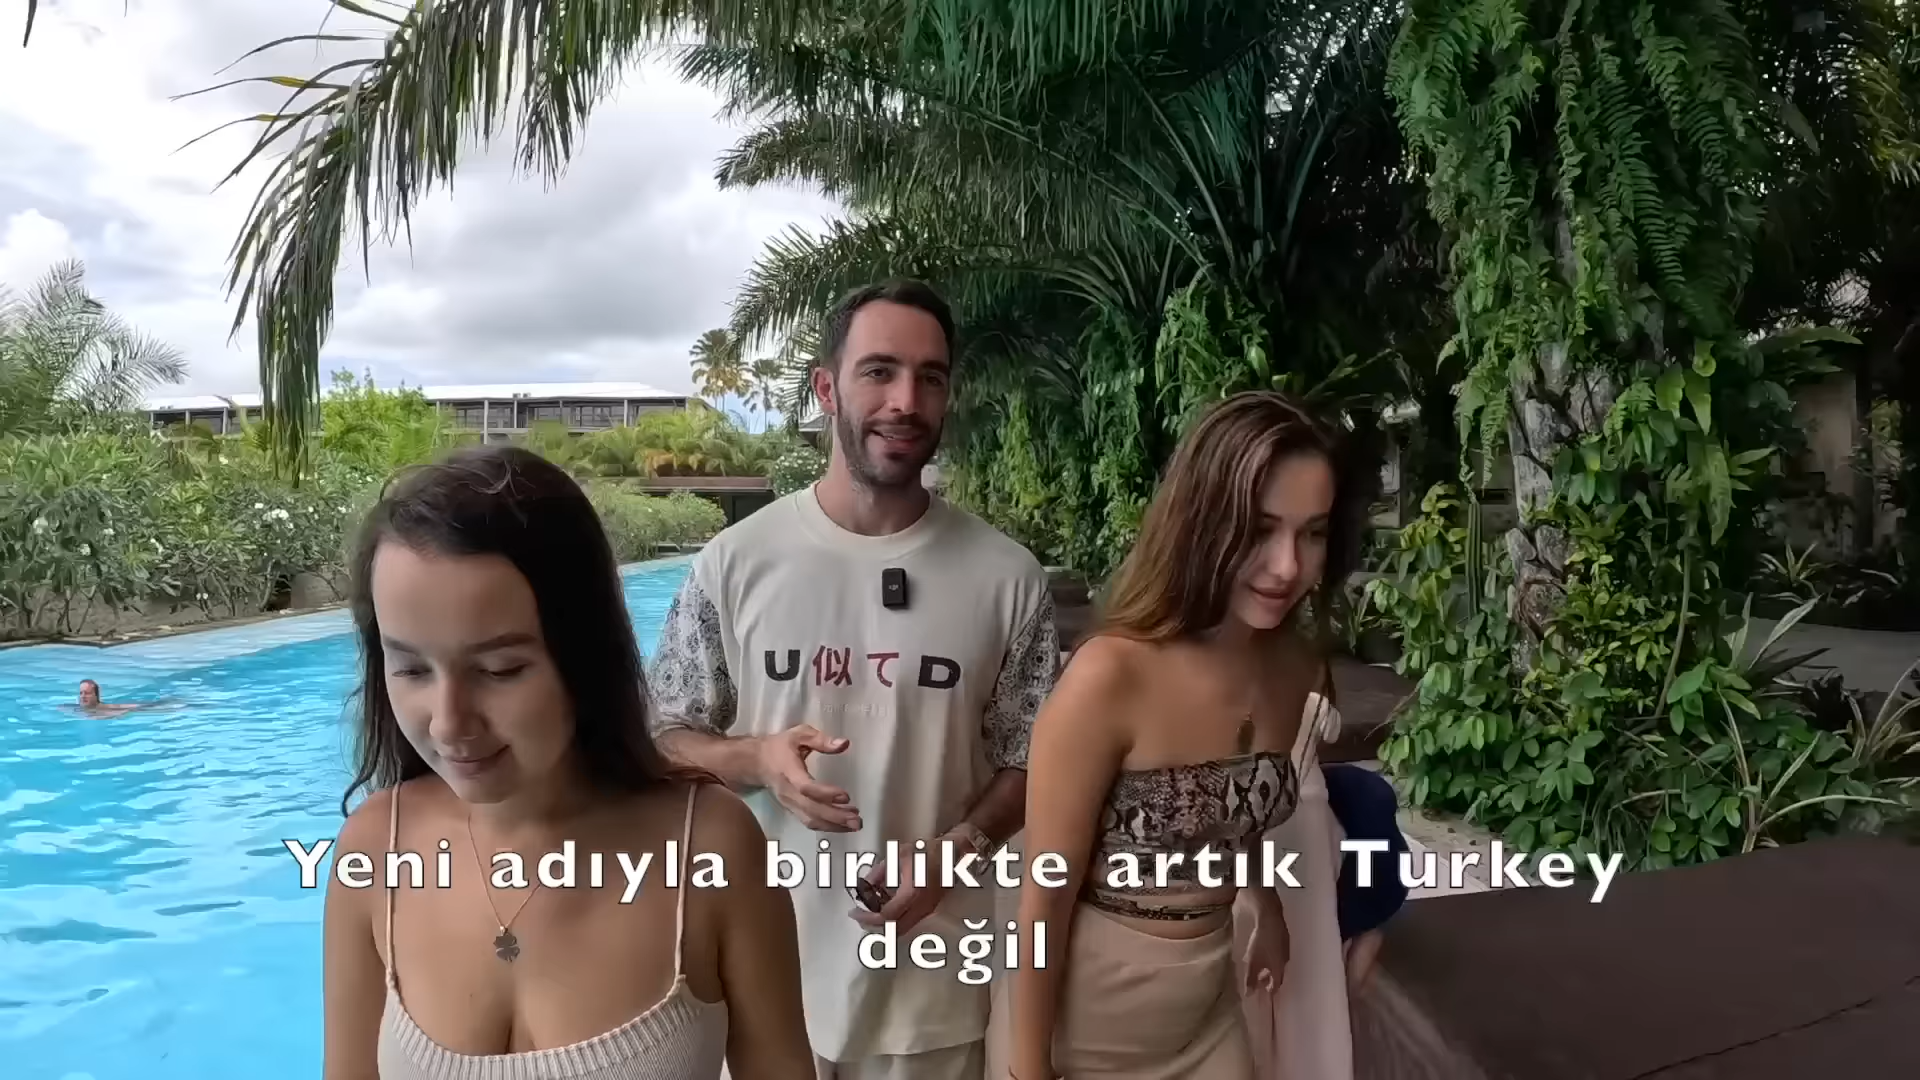 U似てD
Yeni adıyla birlikte artık Turkey
değil